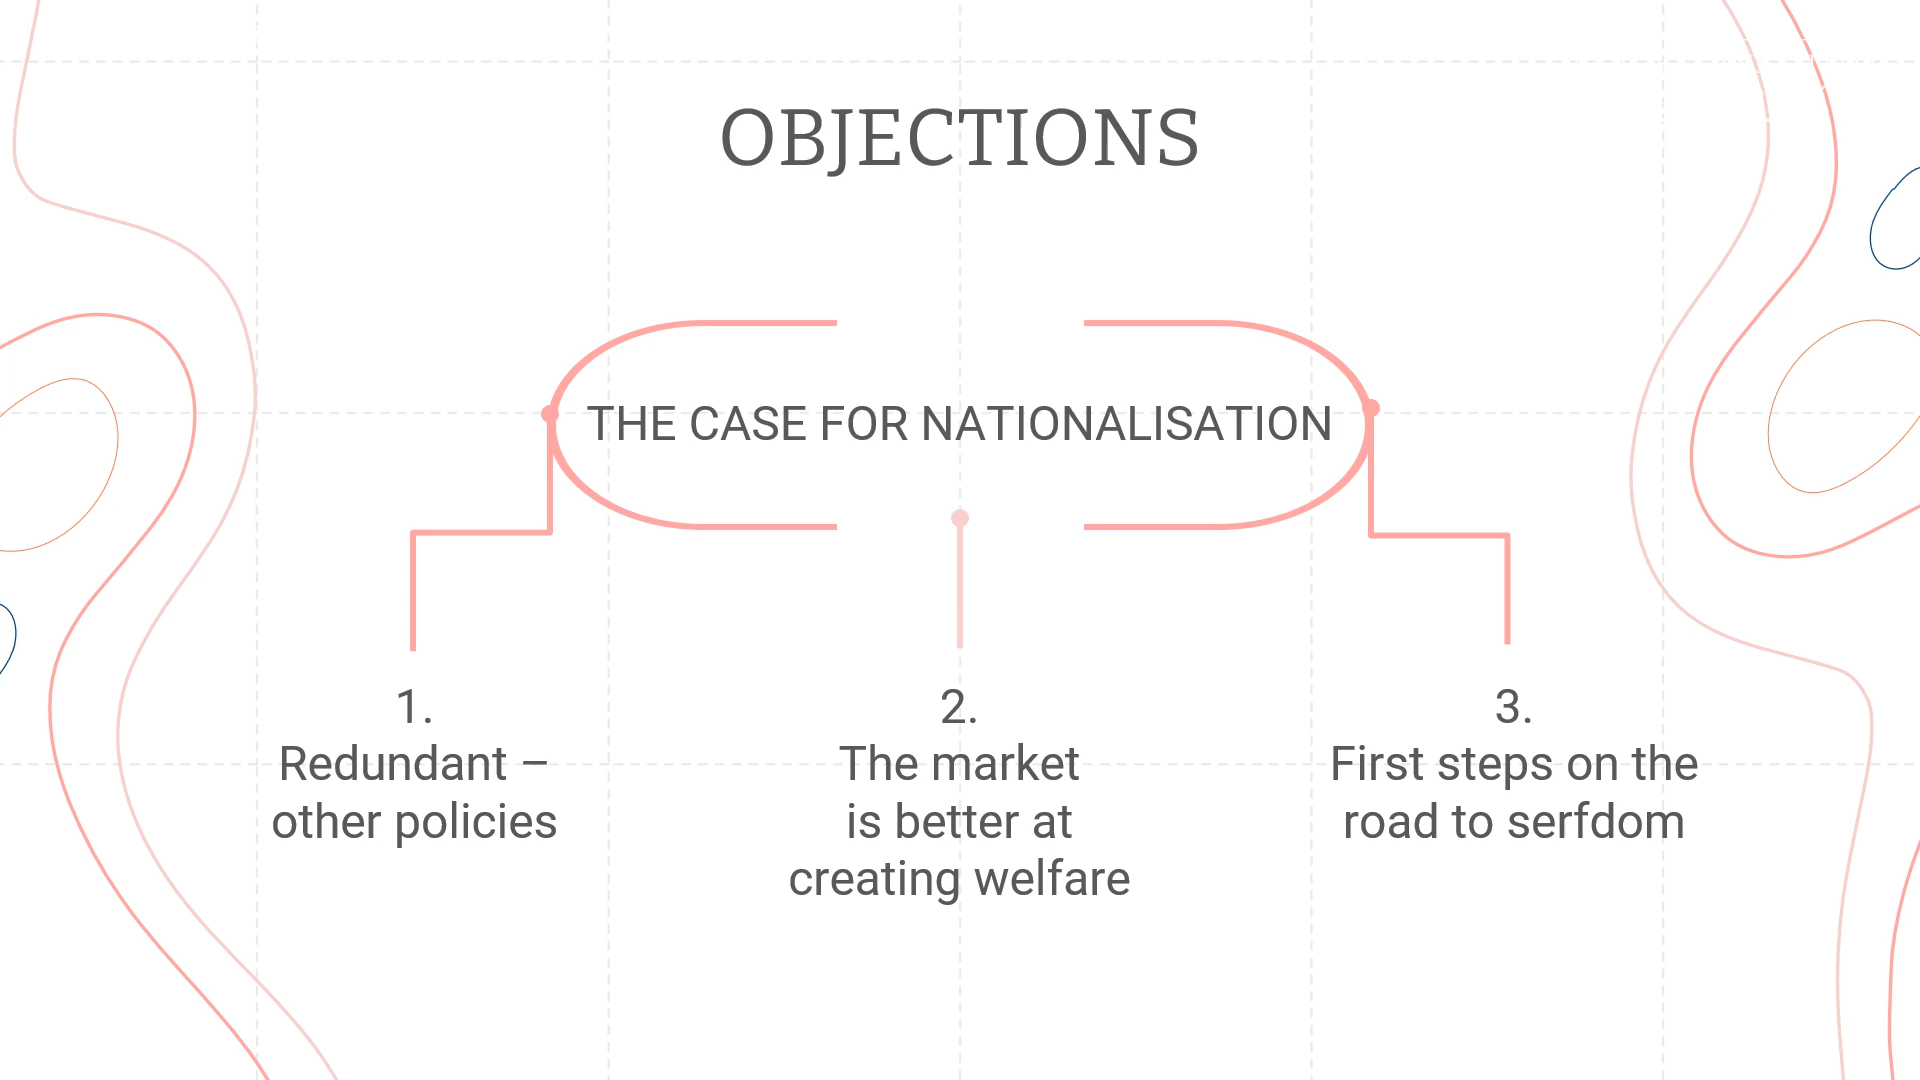 OBJECTIONS
THE CASE FOR NATIONALISATION
1.
Redundant –
other policies
2.
The market
is better at
creating welfare
3.
First steps on the
road to serfdom